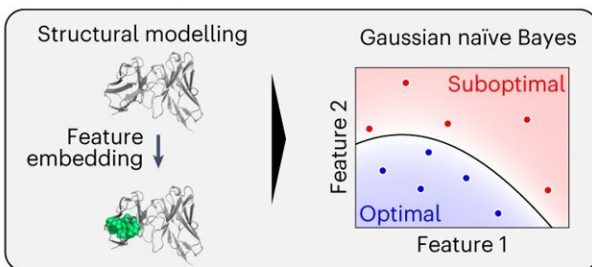 Structural modelling
Feature
embedding
Gaussian naïve Bayes
Suboptimal
Optimal
Feature 2
Feature 1